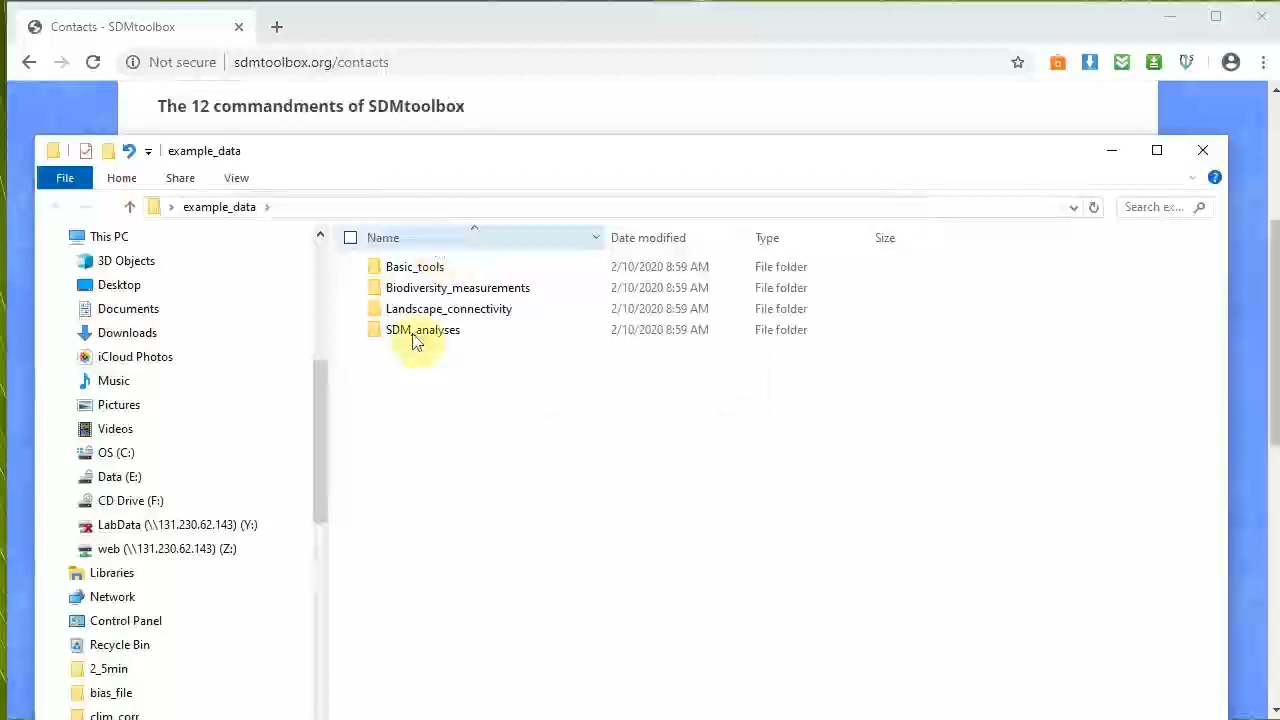 Contacts - SDMtoolbox
Not secure sdmtoolbox.org/contacts
The 12 commandments of SDMtoolbox
example_data
File Home Share View
example_data Search ex...
This PC
3D Objects
Desktop
Documents
Downloads
iCloud Photos
Music
Pictures
Videos
OS (C:)
Data (E:)
CD Drive (F:)
LabData (\\131.230.62.143) (Y:)
web (\\131.230.62.143) (Z:)
Libraries
Network
Control Panel
Recycle Bin
2_5min
bias_file
clim_corr
Name Date modified Type Size
Basic_tools 2/10/2020 8:59 AM File folder
Biodiversity_measurements 2/10/2020 8:59 AM File folder
Landscape_connectivity 2/10/2020 8:59 AM File folder
SDM_analyses 2/10/2020 8:59 AM File folder